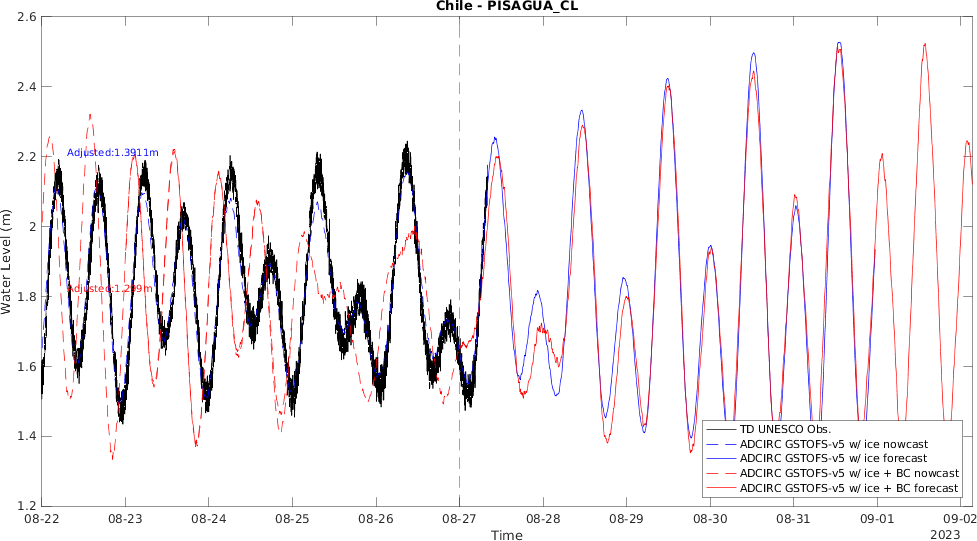 Chile - PISAGUA_CL
2.6
2.4
2.2
2
1.8
1.6
1.4
1.2
Water Level (m)
Adjusted:1.3911m
Adjusted:1.299m
TD UNESCO Obs.
ADCIRC GSTOFS-v5 w/ ice nowcast
ADCIRC GSTOFS-v5 w/ ice forecast
ADCIRC GSTOFS-v5 w/ ice + BC nowcast
ADCIRC GSTOFS-v5 w/ ice + BC forecast
08-22 08-23 08-24 08-25 08-26 08-27 08-28 08-29 08-30 08-31 09-01 09-02
Time 2023